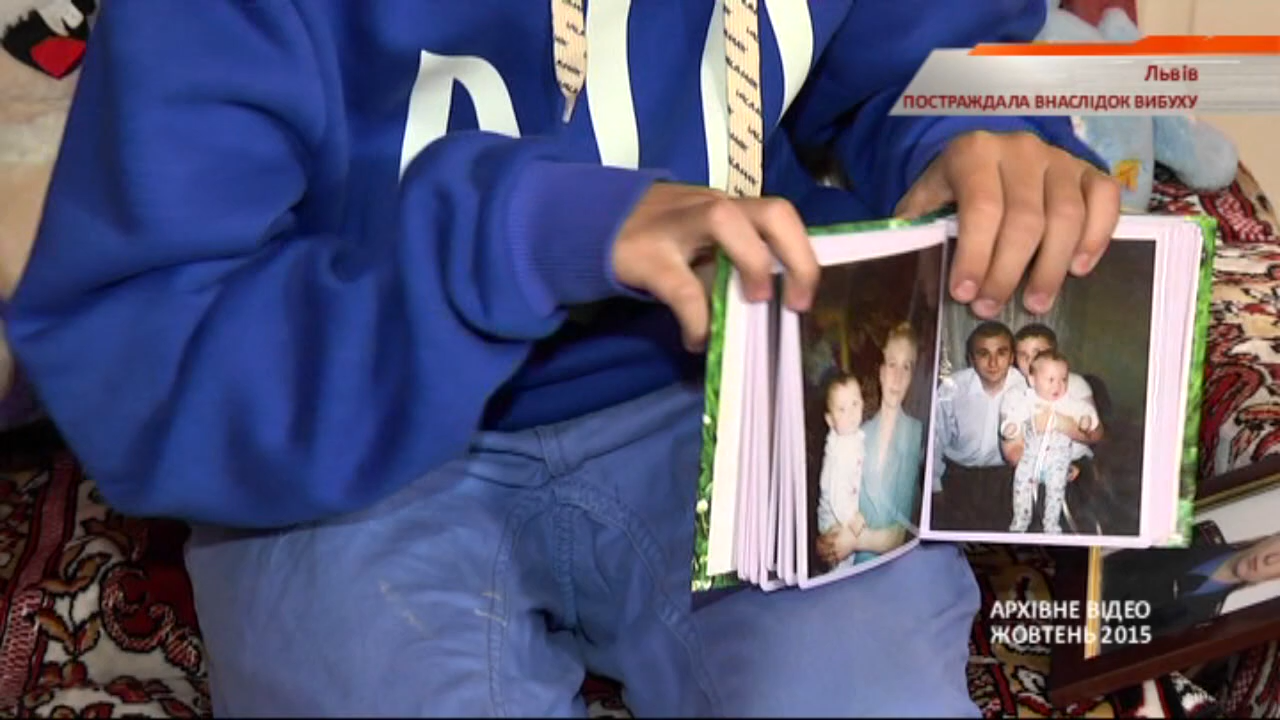 Львів
ПОСТРАЖДАЛА ВНАСЛІДОК ВИБУХУ
АРХІВНЕ ВІДЕО
ЖОВТЕНЬ 2015